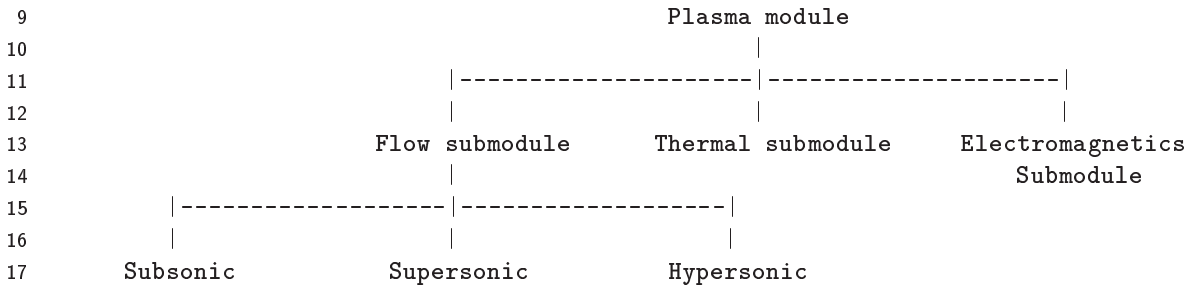 9 Plasma module
10 |
11 |---------------------|---------------------|
12 | | |
13 Flow submodule Thermal submodule Electromagnetics
14 | Submodule
15 |-------------------|-------------------|
16 | | |
17 Subsonic Supersonic Hypersonic